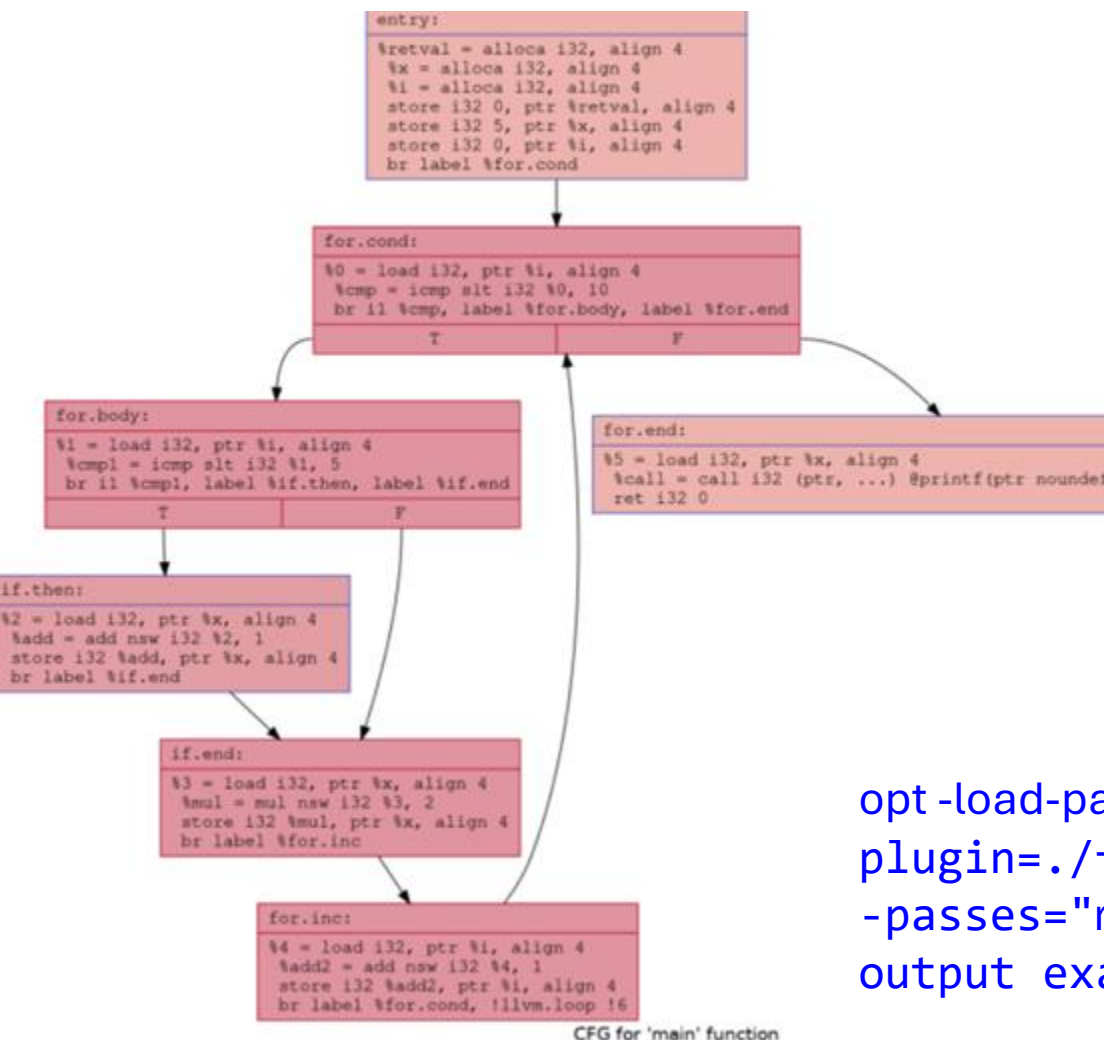 entry:
%retval = alloca i32, align 4
%x = alloca i32, align 4
%i = alloca i32, align 4
store i32 0, ptr %retval, align 4
store i32 5, ptr %x, align 4
store i32 0, ptr %i, align 4
br label %for.cond
for.cond:
%0 = load i32, ptr %i, align 4
%cmp = icmp slt i32 %0, 10
br i1 %cmp, label %for.body, label %for.end
T F
for.body:
%1 = load i32, ptr %i, align 4
%cmp1 = icmp slt i32 %1, 5
br i1 %cmp1, label %if.then, label %if.end
T F
for.end:
%5 = load i32, ptr %x, align 4
%call = call i32 (ptr, ...) @printf(ptr noundef
ret i32 0
if.then:
%2 = load i32, ptr %x, align 4
%add = add nsw i32 %2, 1
store i32 %add, ptr %x, align 4
br label %if.end
if.end:
%3 = load i32, ptr %x, align 4
%mul = mul nsw i32 %3, 2
store i32 %mul, ptr %x, align 4
br label %for.inc
for.inc:
%4 = load i32, ptr %i, align 4
%add2 = add nsw i32 %4, 1
store i32 %add2, ptr %i, align 4
br label %for.cond, !llvm.loop !6
CFG for 'main' function
opt -load-pa
plugin=./
-passes="
output exa